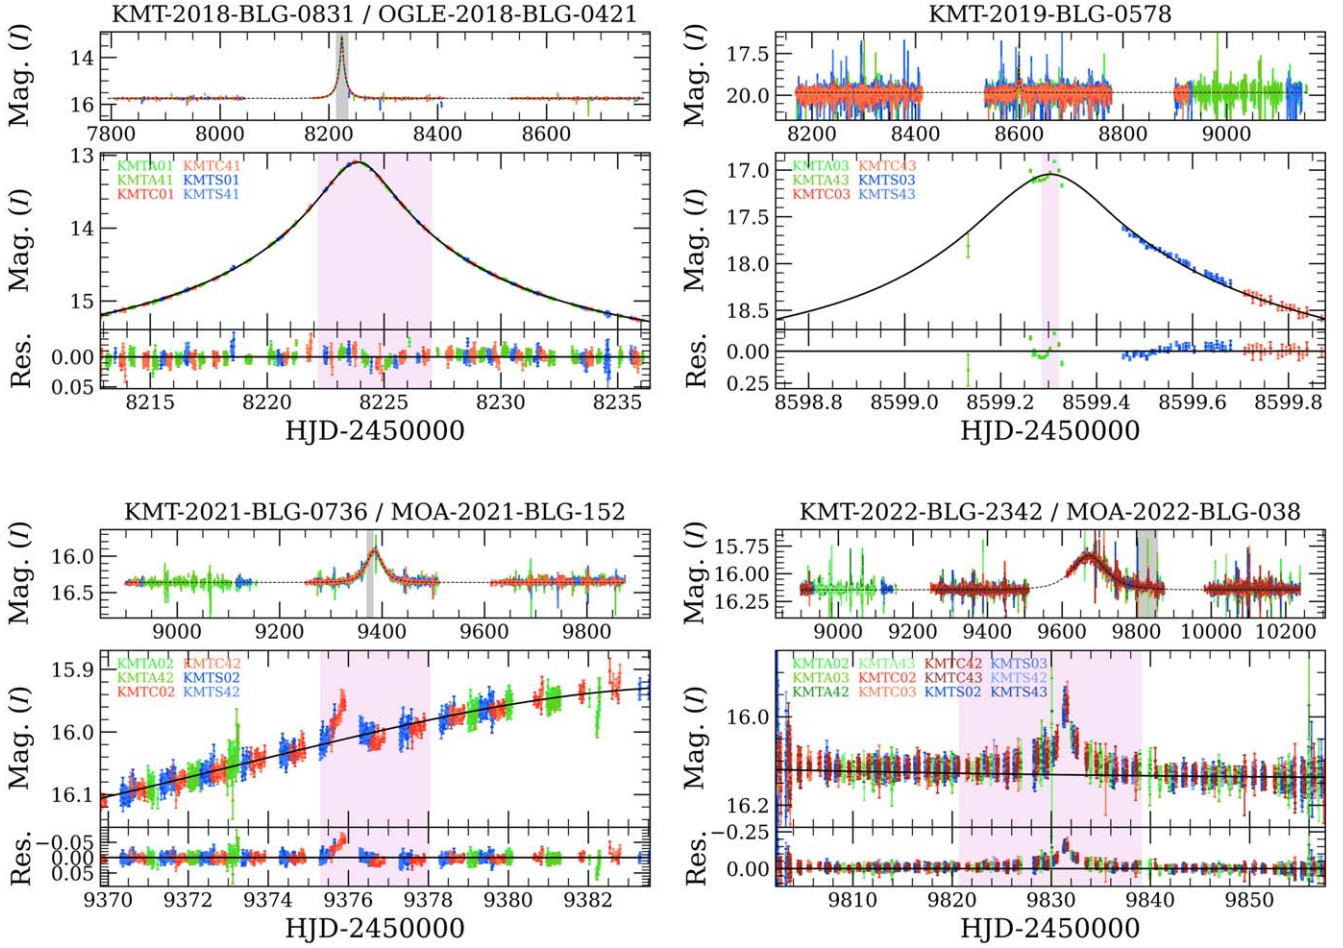 KMT-2018-BLG-0831 / OGLE-2018-BLG-0421
Mag. (I)
14
16
7800 8000 8200 8400 8600
Mag. (I)
13
14
15
KMTA01 KMTC41
KMTA41 KMTS01
KMTC01 KMTS41
Res.
0.00
0.05
8215 8220 8225 8230 8235
HJD-2450000
KMT-2019-BLG-0578
Mag. (I)
17.5
20.0
8200 8400 8600 8800 9000
Mag. (I)
17.0
17.5
18.0
18.5
KMTA03 KMTC43
KMTA43 KMTS03
KMTC03 KMTS43
Res.
0.00
0.25
8598.8 8599.0 8599.2 8599.4 8599.6 8599.8
HJD-2450000
KMT-2021-BLG-0736 / MOA-2021-BLG-152
Mag. (I)
16.0
16.5
9000 9200 9400 9600 9800
Mag. (I)
15.9
16.0
16.1
KMTA02 KMTC42
KMTA42 KMTS02
KMTC02 KMTS42
Res.
−0.05
0.00
0.05
9370 9372 9374 9376 9378 9380 9382
HJD-2450000
KMT-2022-BLG-2342 / MOA-2022-BLG-038
Mag. (I)
15.75
16.00
16.25
9000 9200 9400 9600 9800 10000 10200
Mag. (I)
16.0
16.2
KMTA02 KMTA43 KMTC42 KMTS03
KMTA03 KMTC02 KMTC43 KMTS42
KMTA42 KMTC03 KMTS02 KMTS43
Res.
−0.25
0.00
9810 9820 9830 9840 9850
HJD-2450000